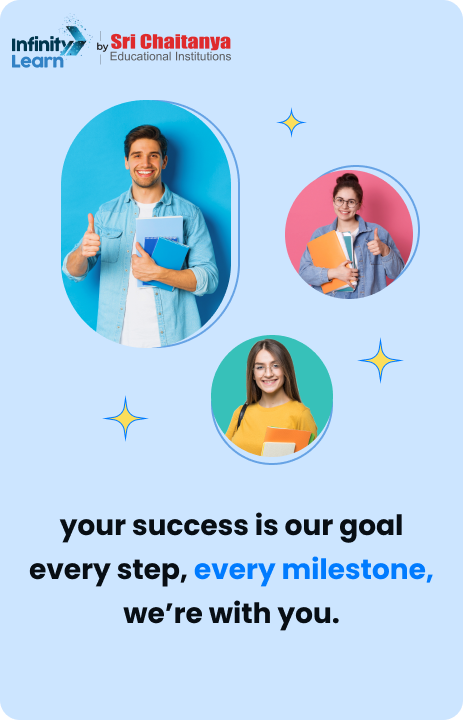 Infinity
Learn
by Sri Chaitanya
Educational Institutions
your success is our goal
every step, every milestone,
we’re with you.